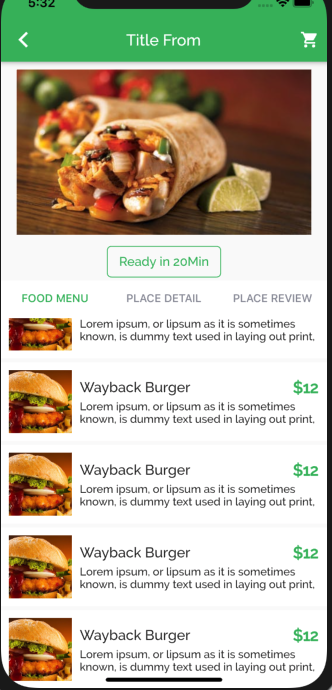 5:32
Title From
Ready in 20Min
FOOD MENU PLACE DETAIL PLACE REVIEW
Lorem ipsum, or lipsum as it is sometimes
known, is dummy text used in laying out print,
Wayback Burger $12
Lorem ipsum, or lipsum as it is sometimes
known, is dummy text used in laying out print,
Wayback Burger $12
Lorem ipsum, or lipsum as it is sometimes
known, is dummy text used in laying out print,
Wayback Burger $12
Lorem ipsum, or lipsum as it is sometimes
known, is dummy text used in laying out print,
Wayback Burger $12
Lorem ipsum, or lipsum as it is sometimes
known, is dummy text used in laying out print,